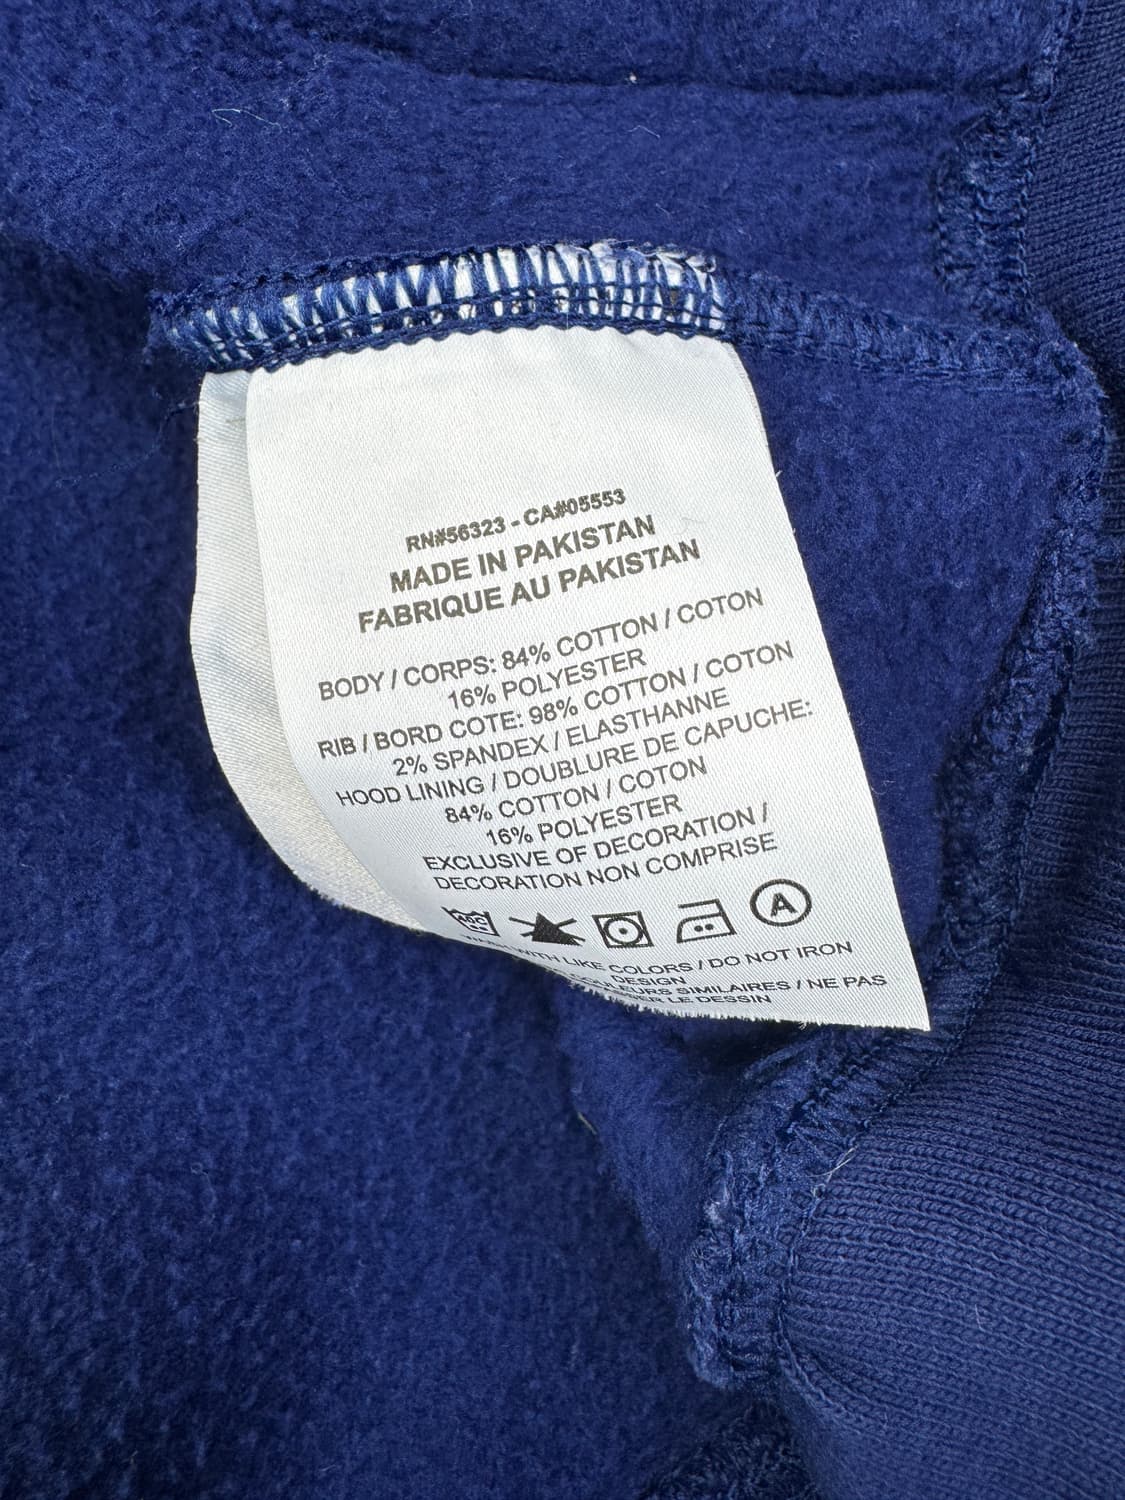 RN#56323 - CA#05553
MADE IN PAKISTAN
FABRIQUE AU PAKISTAN
BODY / CORPS: 84% COTTON / COTON
16% POLYESTER
RIB / BORD COTE: 98% COTTON / COTON
2% SPANDEX / ELASTHANNE
HOOD LINING / DOUBLURE DE CAPUCHE:
84% COTTON / COTON
16% POLYESTER
EXCLUSIVE OF DECORATION /
DECORATION NON COMPRISE
40C
A
WASH WITH LIKE COLORS / DO NOT IRON
DESIGN
COULEURS SIMILAIRES / NE PAS
LE DESSIN